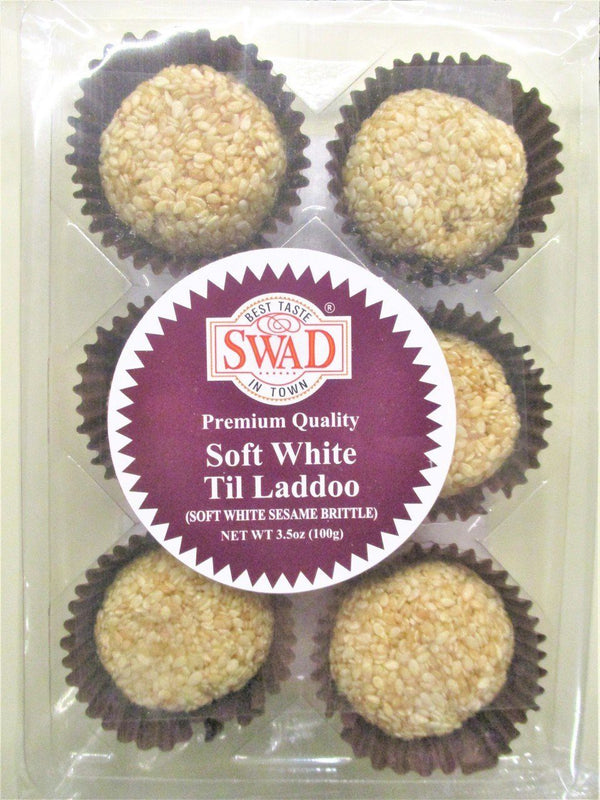 BEST TASTE
®
SWAD
IN TOWN
Premium Quality
Soft White
Til Laddoo
(SOFT WHITE SESAME BRITTLE)
NET WT 3.5oz (100g)